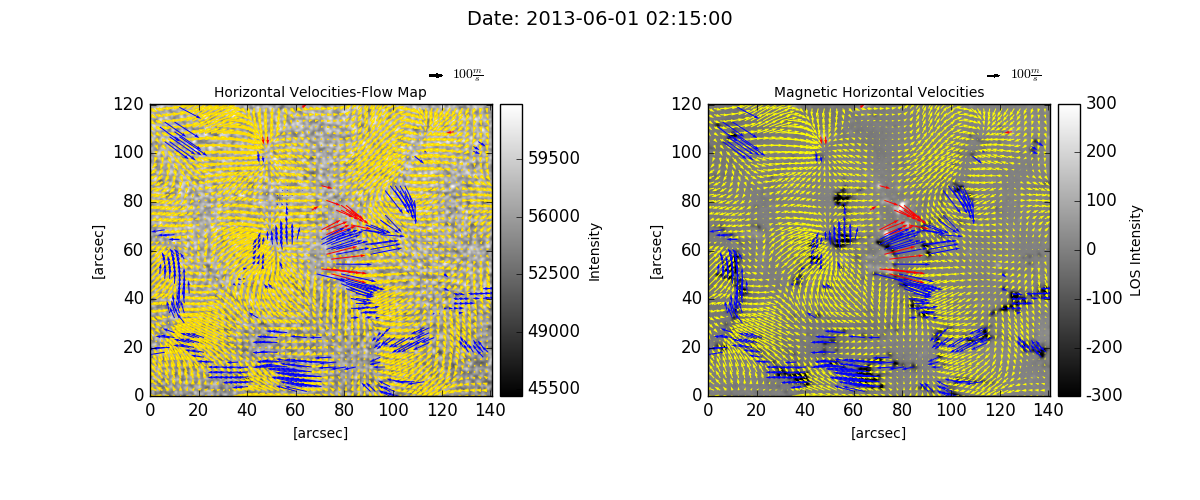 Date: 2013-06-01 02:15:00
100 m/s
100 m/s
Horizontal Velocities-Flow Map
Magnetic Horizontal Velocities
120
100
80
60
40
20
0
[arcsec]
0 20 40 60 80 100 120 140
[arcsec]
59500
56000
52500
49000
45500
Intensity
120
100
80
60
40
20
0
[arcsec]
0 20 40 60 80 100 120 140
[arcsec]
300
200
100
0
-100
-200
-300
LOS Intensity